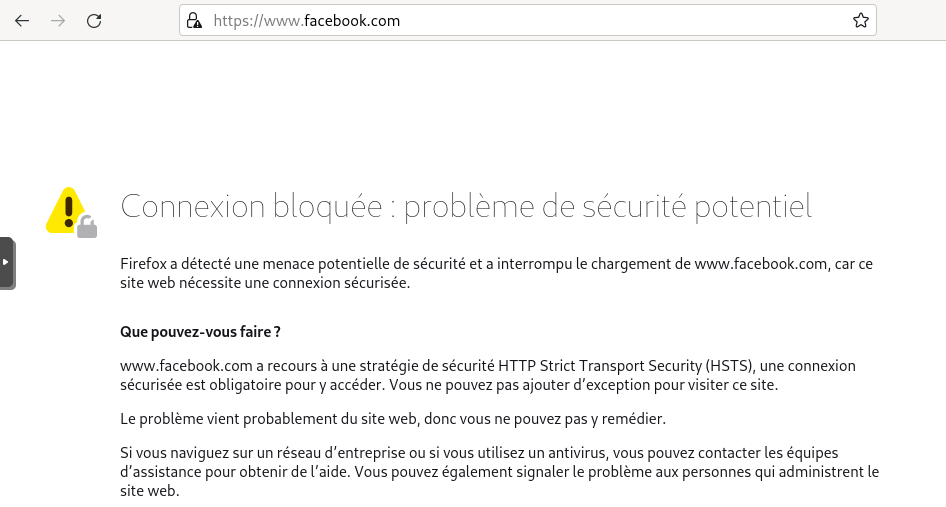 https://www.facebook.com
Connexion bloquée : problème de sécurité potentiel
Firefox a détecté une menace potentielle de sécurité et a interrompu le chargement de www.facebook.com, car ce
site web nécessite une connexion sécurisée.
Que pouvez-vous faire ?
www.facebook.com a recours à une stratégie de sécurité HTTP Strict Transport Security (HSTS), une connexion
sécurisée est obligatoire pour y accéder. Vous ne pouvez pas ajouter d’exception pour visiter ce site.
Le problème vient probablement du site web, donc vous ne pouvez pas y remédier.
Si vous naviguez sur un réseau d’entreprise ou si vous utilisez un antivirus, vous pouvez contacter les équipes
d’assistance pour obtenir de l’aide. Vous pouvez également signaler le problème aux personnes qui administrent le
site web.